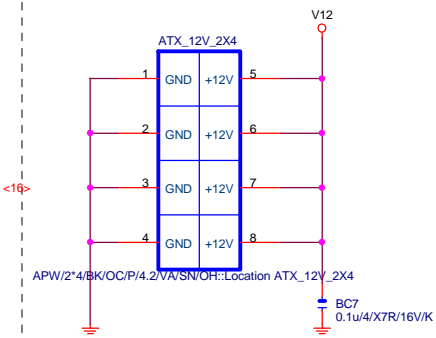 V12
ATX_12V_2X4
1 GND +12V 5
2 GND +12V 6
<16>
3 GND +12V 7
4 GND +12V 8
APW/2*4/BK/OC/P/4.2/VA/SN/OH::Location ATX_12V_2X4
BC7
0.1u/4/X7R/16V/K